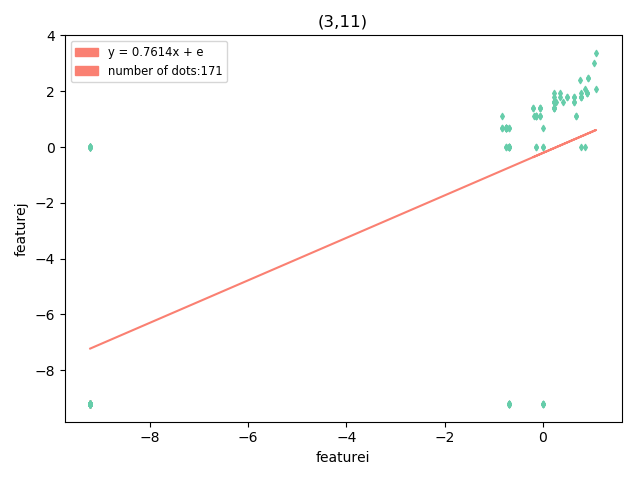 (3,11)
y = 0.7614x + e
number of dots:171
4
2
0
−2
−4
−6
−8
featurej
−8 −6 −4 −2 0
featurei